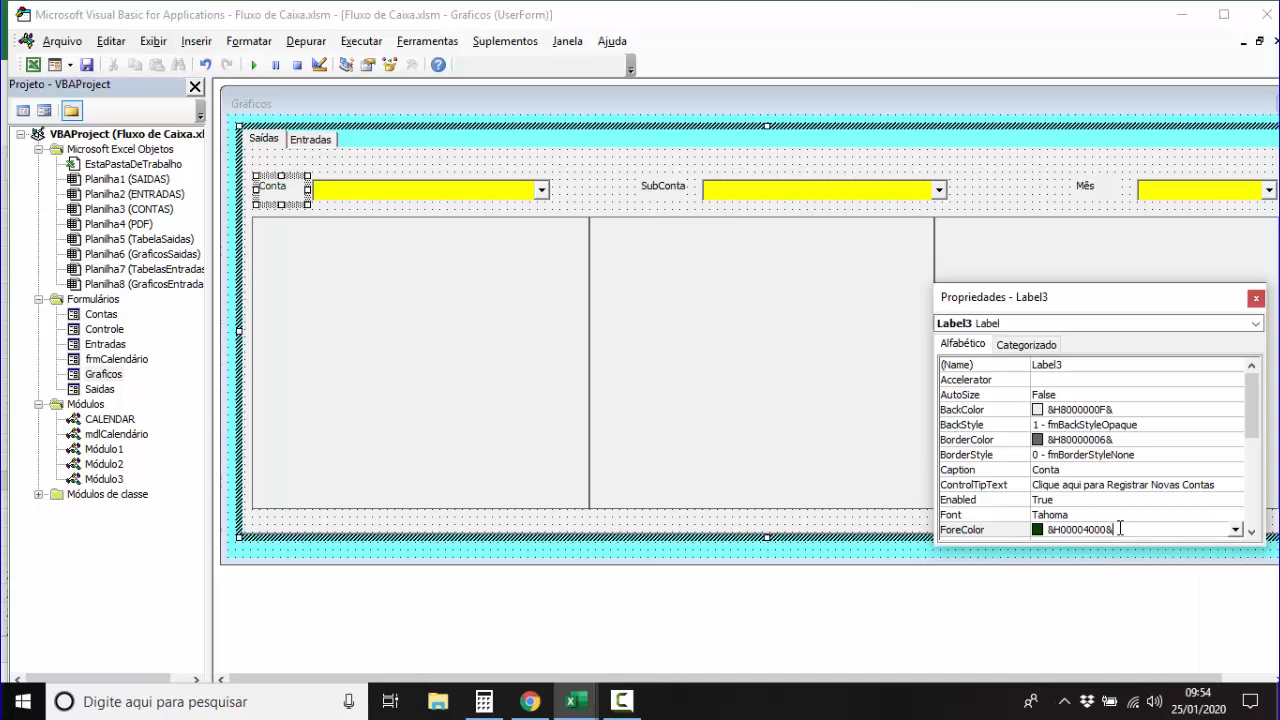 Microsoft Visual Basic for Applications - Fluxo de Caixa.xlsm - [Fluxo de Caixa.xlsm - Graficos (UserForm)]
Arquivo Editar Exibir Inserir Formatar Depurar Executar Ferramentas Suplementos Janela Ajuda
Projeto - VBAProject
VBAProject (Fluxo de Caixa.xl
Microsoft Excel Objetos
EstaPastaDeTrabalho
Planilha1 (SAIDAS)
Planilha2 (ENTRADAS)
Planilha3 (CONTAS)
Planilha4 (PDF)
Planilha5 (TabelaSaidas)
Planilha6 (GraficosSaidas)
Planilha7 (TabelasEntradas
Planilha8 (GraficosEntrada
Formulários
Contas
Controle
Entradas
frmCalendário
Graficos
Saidas
Módulos
CALENDAR
mdlCalendário
Módulo1
Módulo2
Módulo3
Módulos de classe
Gráficos
Saídas Entradas
Conta SubConta Mês
Propriedades - Label3
Label3 Label
Alfabético Categorizado
(Name) Label3
Accelerator
AutoSize False
BackColor &H8000000F&
BackStyle 1 - fmBackStyleOpaque
BorderColor &H80000006&
BorderStyle 0 - fmBorderStyleNone
Caption Conta
ControlTipText Clique aqui para Registrar Novas Contas
Enabled True
Font Tahoma
ForeColor &H00004000&
Digite aqui para pesquisar
09:54
25/01/2020